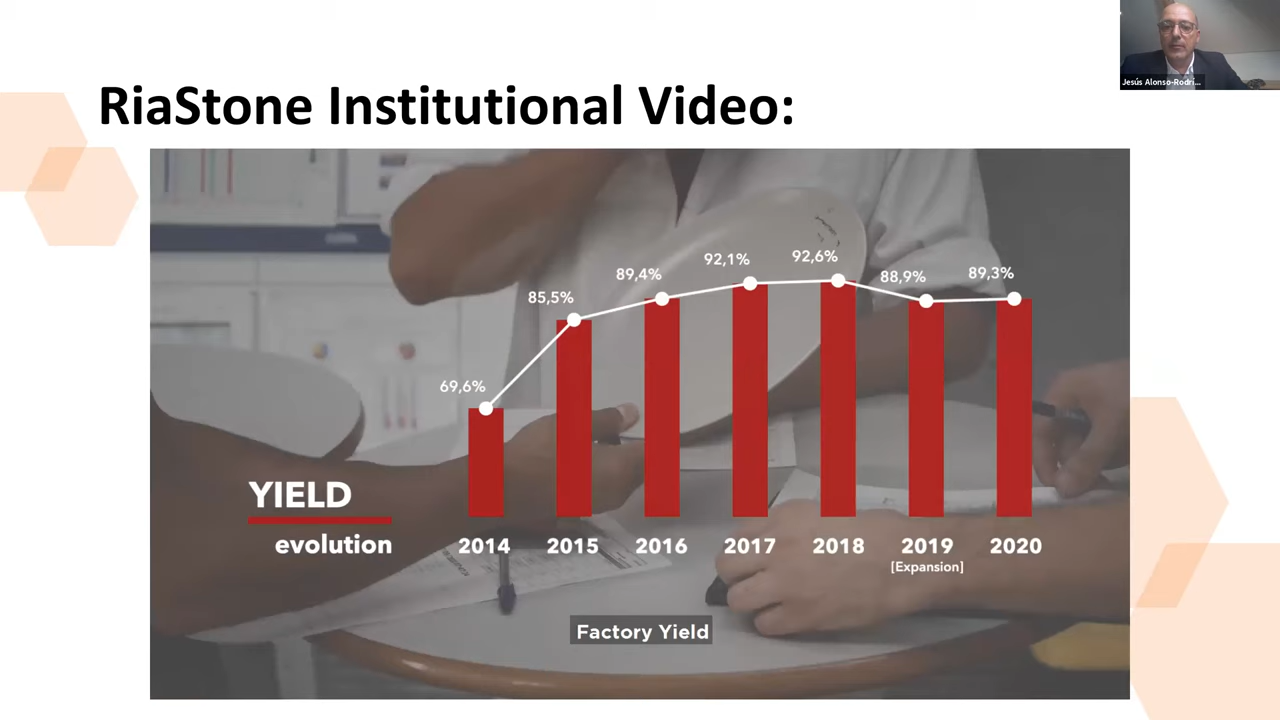 RiaStone Institutional Video:
Jesús Alonso-Rodrí...
69,6%
85,5%
89,4%
92,1%
92,6%
88,9%
89,3%
YIELD
evolution
2014 2015 2016 2017 2018 2019 2020
[Expansion]
Factory Yield